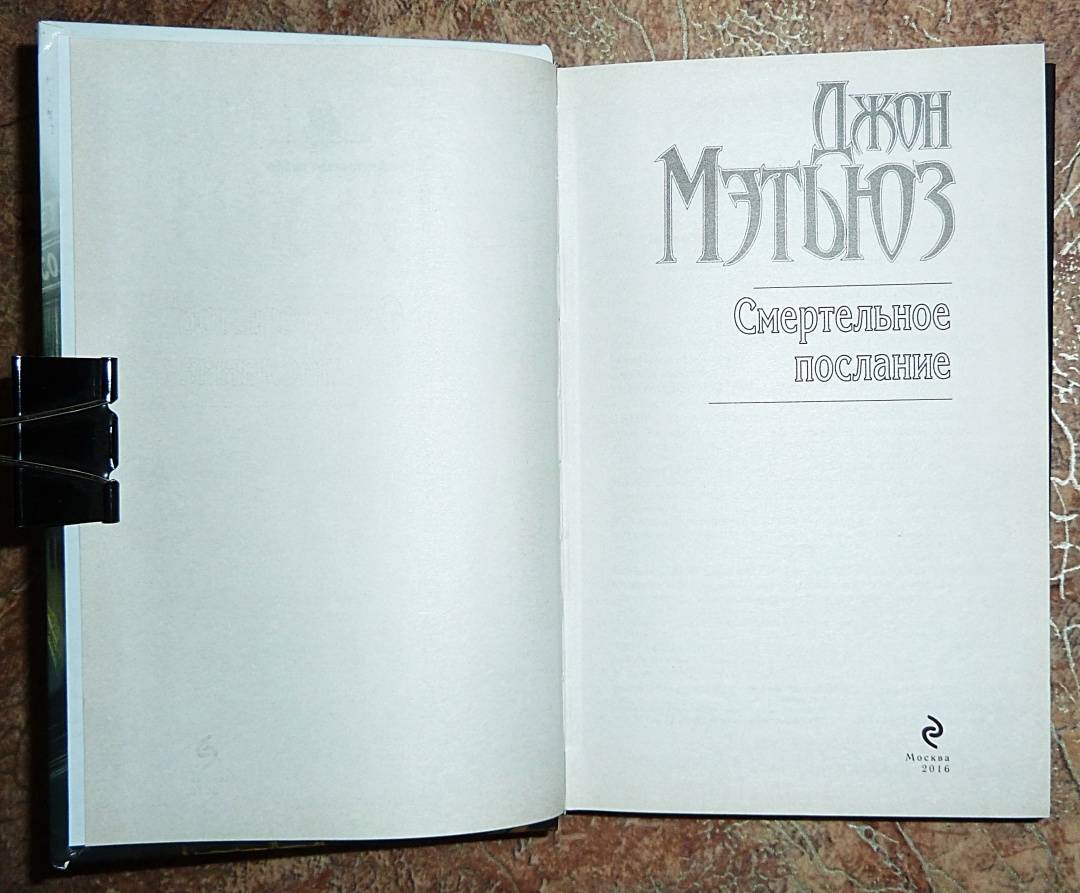 Джон
Мэтьюз
Смертельное
послание
Москва
2016